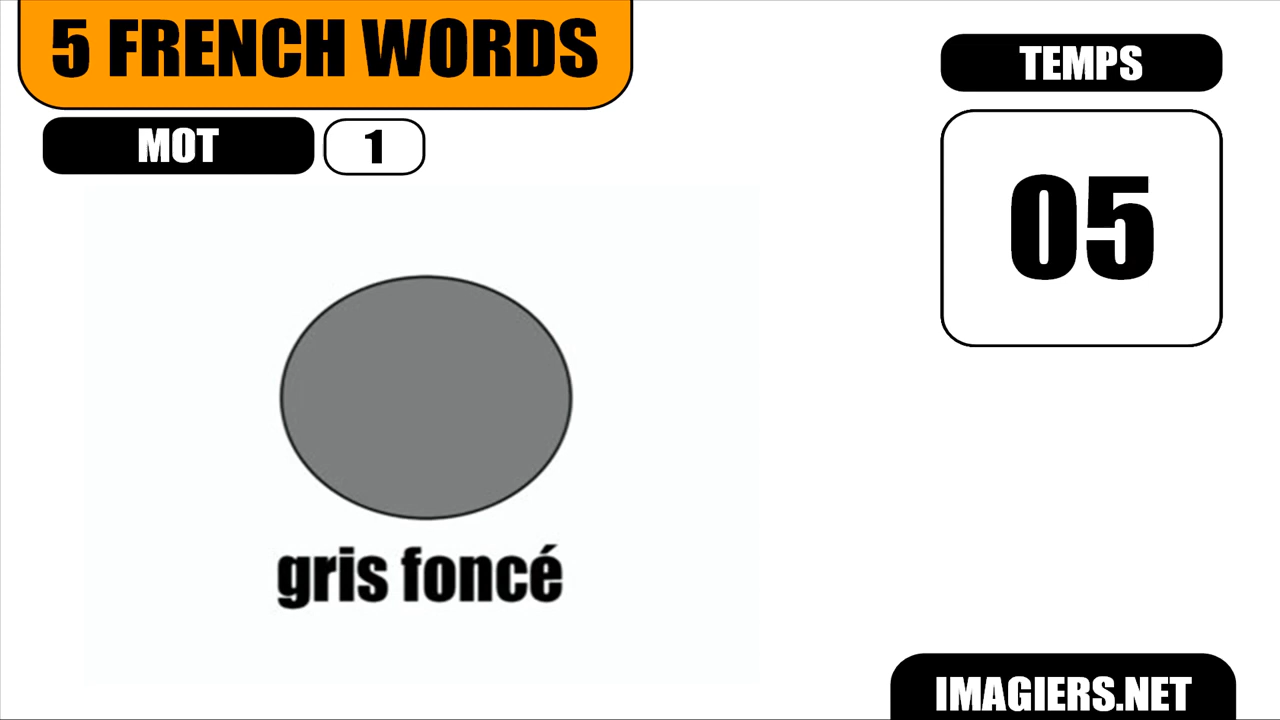 5 FRENCH WORDS
TEMPS
MOT 1
05
gris foncé
IMAGIERS.NET